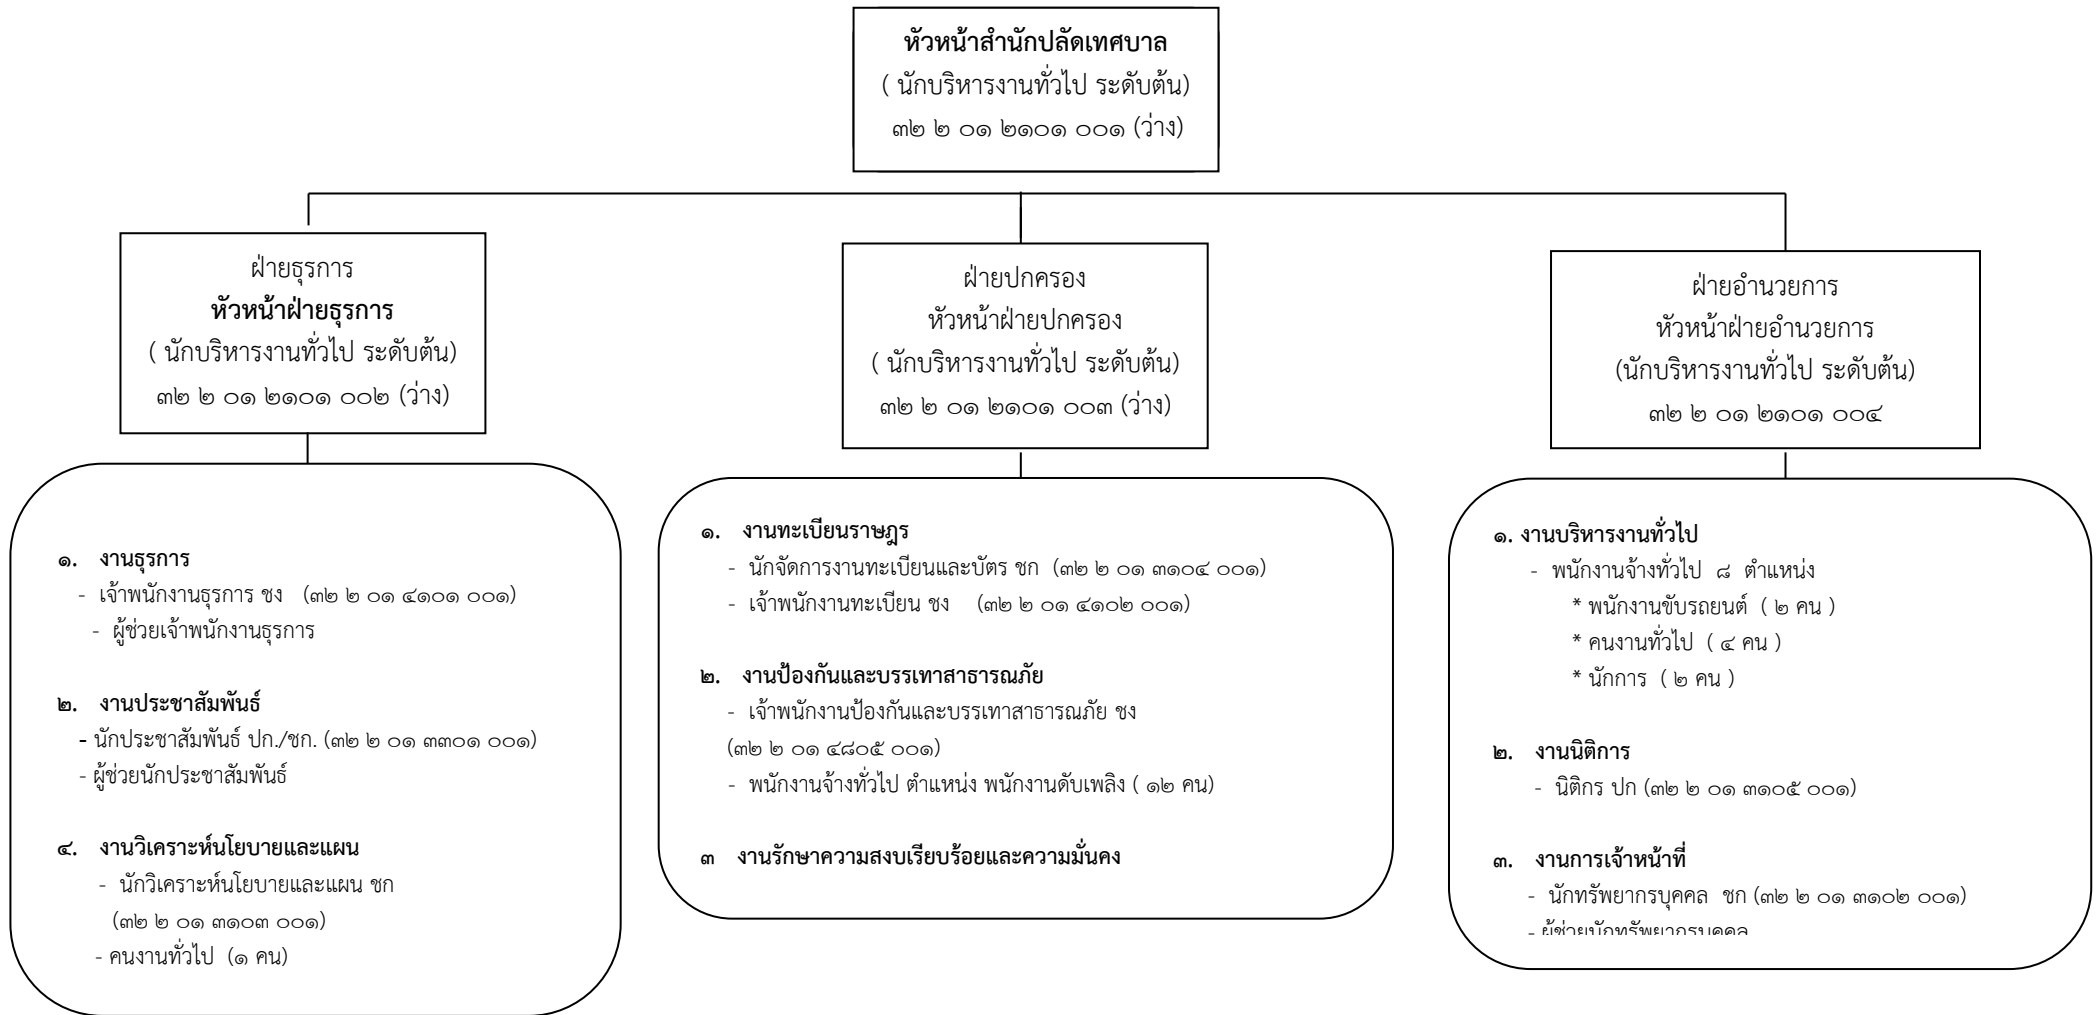 หัวหน้าสำนักปลัดเทศบาล
( นักบริหารงานทั่วไป ระดับต้น)
๓๒ ๒ ๐๑ ๒๑๐๑ ๐๐๑ (ว่าง)
ฝ่ายธุรการ
หัวหน้าฝ่ายธุรการ
( นักบริหารงานทั่วไป ระดับต้น)
๓๒ ๒ ๐๑ ๒๑๐๑ ๐๐๒ (ว่าง)
ฝ่ายปกครอง
หัวหน้าฝ่ายปกครอง
( นักบริหารงานทั่วไป ระดับต้น)
๓๒ ๒ ๐๑ ๒๑๐๑ ๐๐๓ (ว่าง)
ฝ่ายอำนวยการ
หัวหน้าฝ่ายอำนวยการ
(นักบริหารงานทั่วไป ระดับต้น)
๓๒ ๒ ๐๑ ๒๑๐๑ ๐๐๔
๑. งานธุรการ
- เจ้าพนักงานธุรการ ชง (๓๒ ๒ ๐๑ ๔๑๐๑ ๐๐๑)
- ผู้ช่วยเจ้าพนักงานธุรการ
๒. งานประชาสัมพันธ์
- นักประชาสัมพันธ์ ปก./ชก. (๓๒ ๒ ๐๑ ๓๓๐๑ ๐๐๑)
- ผู้ช่วยนักประชาสัมพันธ์
๔. งานวิเคราะห์นโยบายและแผน
- นักวิเคราะห์นโยบายและแผน ชก
(๓๒ ๒ ๐๑ ๓๑๐๓ ๐๐๑)
- คนงานทั่วไป (๑ คน)
๑. งานทะเบียนราษฎร
- นักจัดการงานทะเบียนและบัตร ชก (๓๒ ๒ ๐๑ ๓๑๐๔ ๐๐๑)
- เจ้าพนักงานทะเบียน ชง (๓๒ ๒ ๐๑ ๔๑๐๒ ๐๐๑)
๒. งานป้องกันและบรรเทาสาธารณภัย
- เจ้าพนักงานป้องกันและบรรเทาสาธารณภัย ชง
(๓๒ ๒ ๐๑ ๔๘๐๕ ๐๐๑)
- พนักงานจ้างทั่วไป ตำแหน่ง พนักงานดับเพลิง ( ๑๒ คน)
๓ งานรักษาความสงบเรียบร้อยและความมั่นคง
๑. งานบริหารงานทั่วไป
- พนักงานจ้างทั่วไป ๘ ตำแหน่ง
* พนักงานขับรถยนต์ ( ๒ คน )
* คนงานทั่วไป ( ๔ คน )
* นักการ ( ๒ คน )
๒. งานนิติการ
- นิติกร ปก (๓๒ ๒ ๐๑ ๓๑๐๕ ๐๐๑)
๓. งานการเจ้าหน้าที่
- นักทรัพยากรบุคคล ชก (๓๒ ๒ ๐๑ ๓๑๐๒ ๐๐๑)
- ผู้ช่วยนักทรัพยากรบุคคล